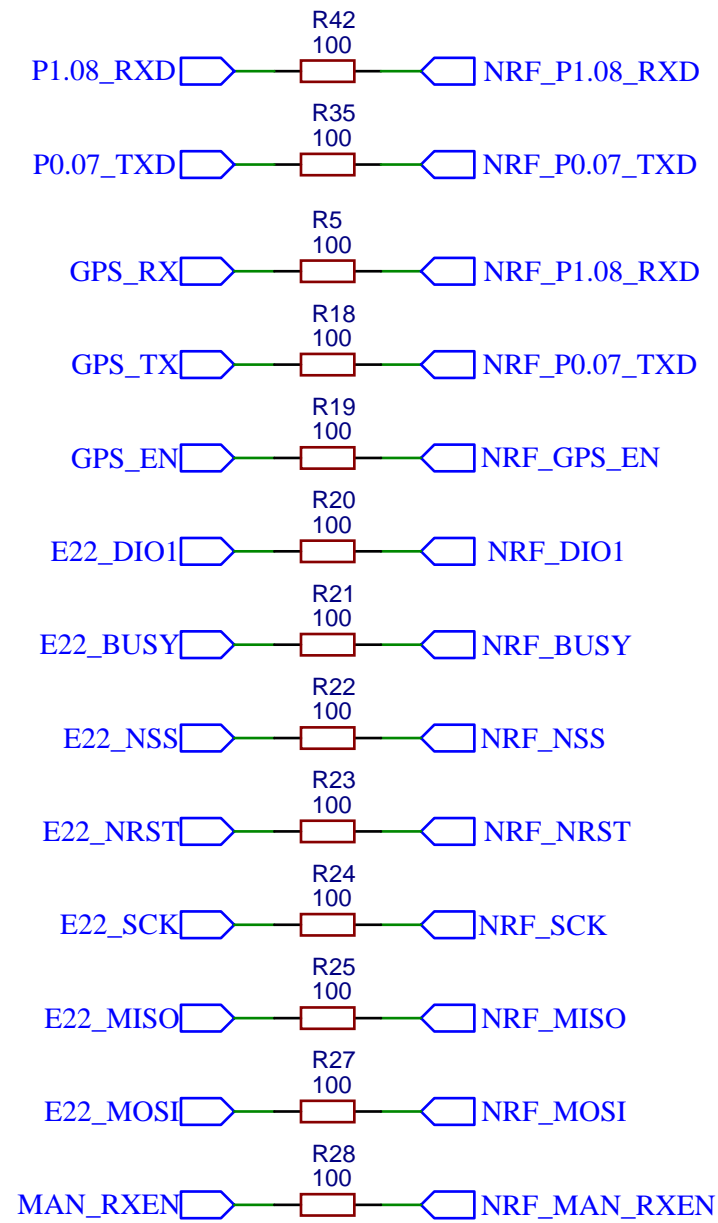 R42
100
P1.08_RXD NRF_P1.08_RXD
R35
100
P0.07_TXD NRF_P0.07_TXD
R5
100
GPS_RX NRF_P1.08_RXD
R18
100
GPS_TX NRF_P0.07_TXD
R19
100
GPS_EN NRF_GPS_EN
R20
100
E22_DIO1 NRF_DIO1
R21
100
E22_BUSY NRF_BUSY
R22
100
E22_NSS NRF_NSS
R23
100
E22_NRST NRF_NRST
R24
100
E22_SCK NRF_SCK
R25
100
E22_MISO NRF_MISO
R27
100
E22_MOSI NRF_MOSI
R28
100
MAN_RXEN NRF_MAN_RXEN